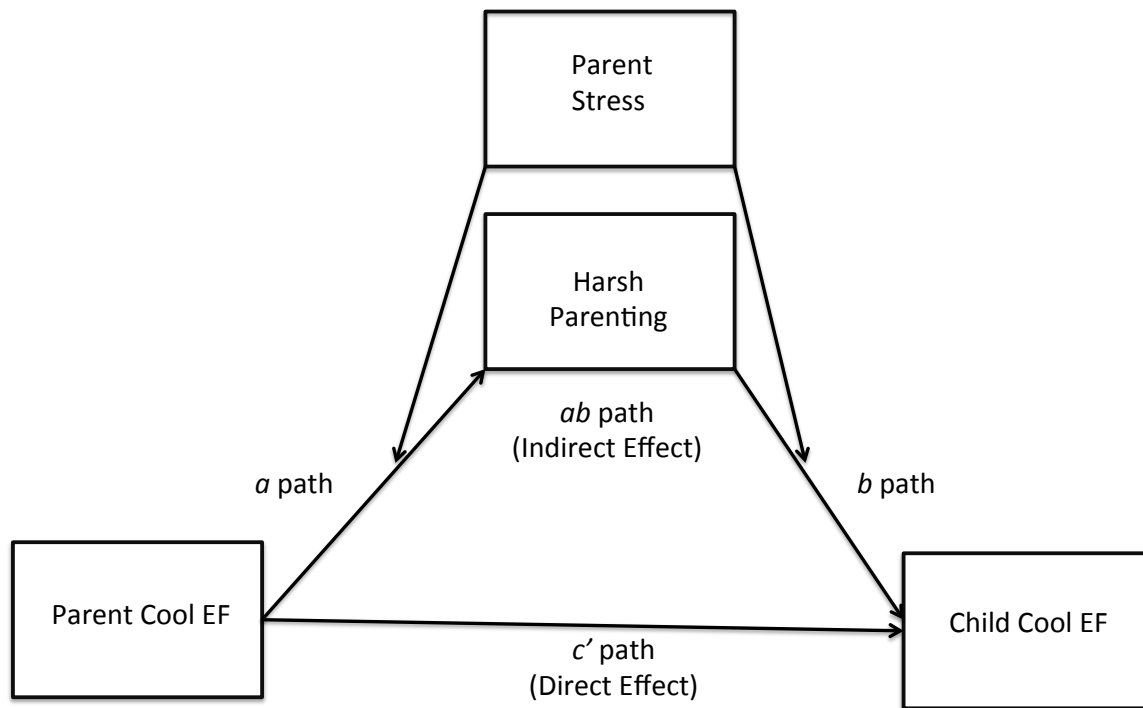 Parent
Stress
Harsh
Parenting
ab path
(Indirect Effect)
a path
b path
Parent Cool EF
Child Cool EF
c’ path
(Direct Effect)